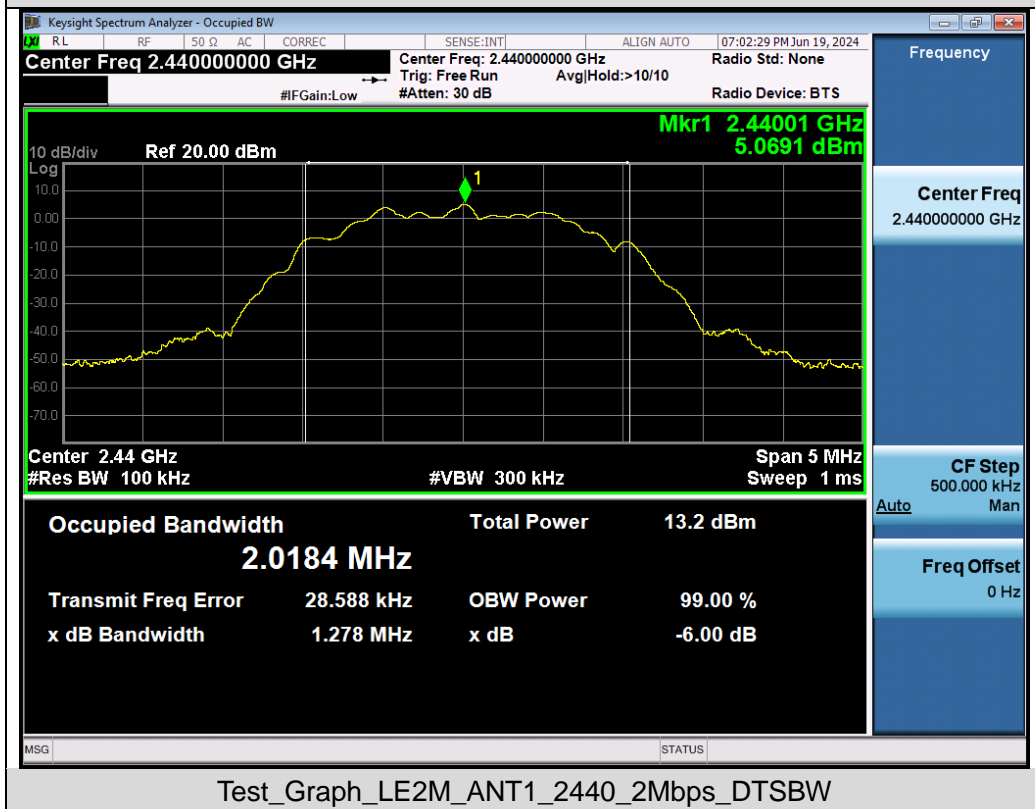 Keysight Spectrum Analyzer - Occupied BW
LXI RL RF 50 Ω AC CORREC SENSE:INT ALIGN AUTO 07:02:29 PM Jun 19, 2024
Center Freq 2.440000000 GHz
Center Freq: 2.440000000 GHz Radio Std: None
Trig: Free Run Avg|Hold:>10/10
#IFGain:Low #Atten: 30 dB Radio Device: BTS
Frequency
Mkr1 2.44001 GHz
5.0691 dBm
10 dB/div Ref 20.00 dBm
Log
10.0
0.00
-10.0
-20.0
-30.0
-40.0
-50.0
-60.0
-70.0
1
Center 2.44 GHz Span 5 MHz
#Res BW 100 kHz #VBW 300 kHz Sweep 1 ms
Center Freq
2.440000000 GHz
CF Step
500.000 kHz
Auto Man
Freq Offset
0 Hz
Occupied Bandwidth Total Power 13.2 dBm
2.0184 MHz
Transmit Freq Error 28.588 kHz OBW Power 99.00 %
x dB Bandwidth 1.278 MHz x dB -6.00 dB
MSG STATUS
Test_Graph_LE2M_ANT1_2440_2Mbps_DTSBW